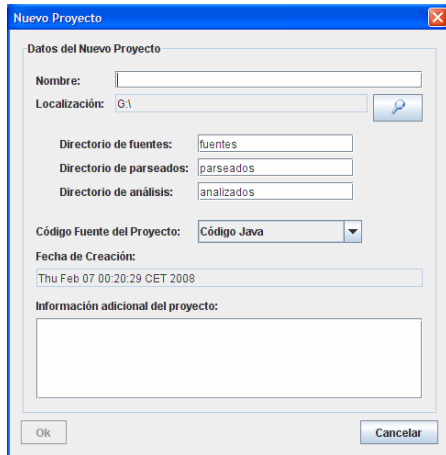 Nuevo Proyecto
Datos del Nuevo Proyecto
Nombre:
Localización: G:\
Directorio de fuentes: fuentes
Directorio de parseados: parseados
Directorio de análisis: analizados
Código Fuente del Proyecto: Código Java
Fecha de Creación:
Thu Feb 07 00:20:29 CET 2008
Información adicional del proyecto:
Ok Cancelar